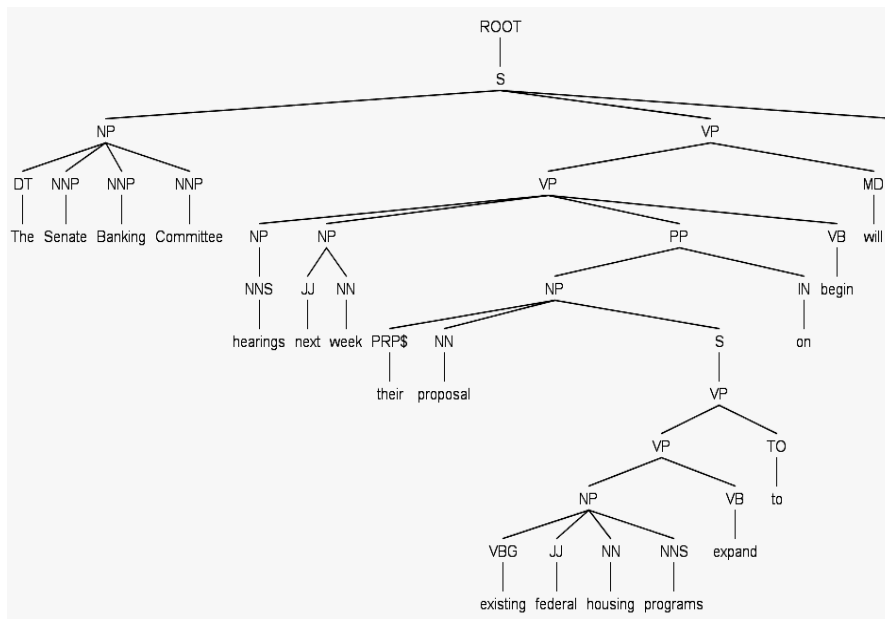 ROOT
S
NP VP
DT NNP NNP NNP VP MD
The Senate Banking Committee NP NP PP VB will
NNS JJ NN NP IN begin
hearings next week PRP$ NN S on
their proposal VP
VP TO
NP VB to
VBG JJ NN NNS expand
existing federal housing programs